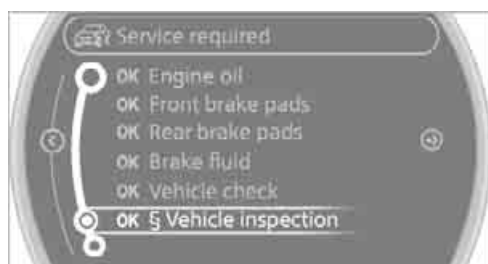 Service required
OK Engine oil
OK Front brake pads
OK Rear brake pads
OK Brake fluid
OK Vehicle check
OK § Vehicle inspection